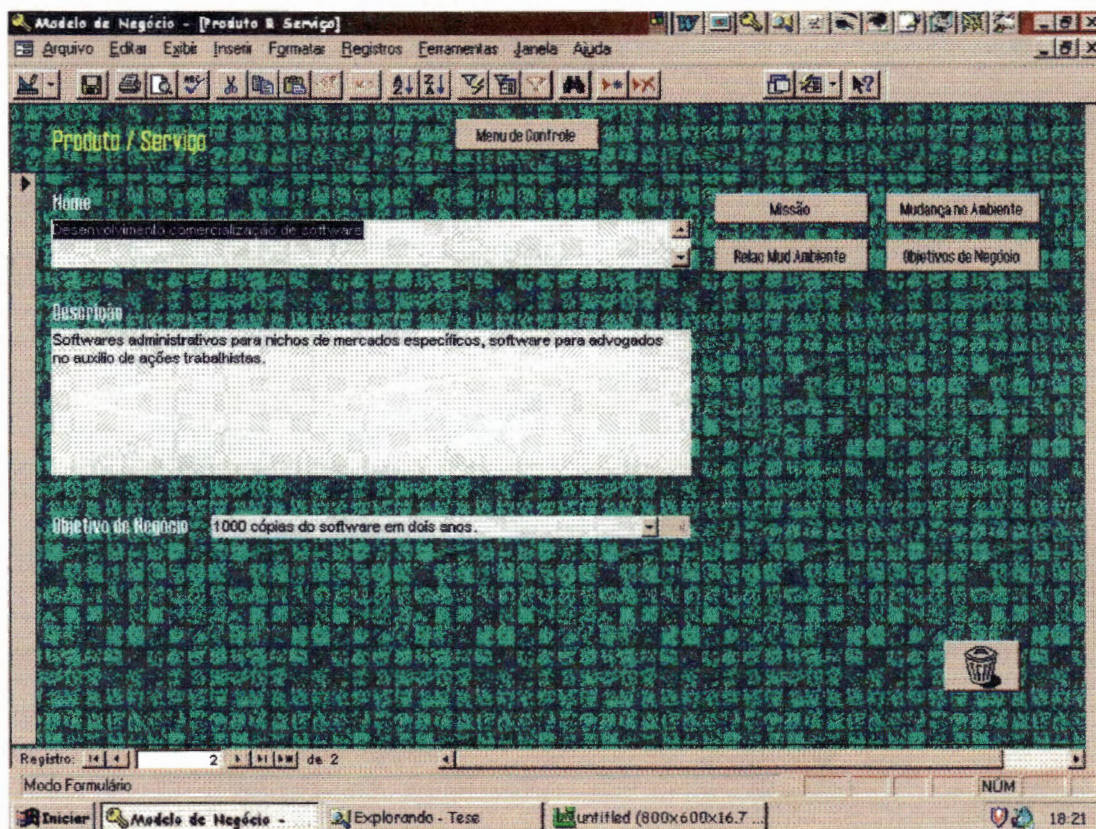 Modelo de Negócio - [Produto & Serviço]
Arquivo Editar Exibir Inserir Formatar Registros Ferramentas Janela Ajuda
Produto / Serviço
Menu de Controle
Nome
Desenvolvimento comercialização de software
Missão
Mudança no Ambiente
Relac Mud Ambiente
Objetivos de Negócio
Descrição
Softwares administrativos para nichos de mercados específicos, software para advogados
no auxilio de ações trabalhistas.
Objetivo de Negócio
1000 cópias do software em dois anos.
Registro: 2 de 2
Modo Formulário
NÚM
Iniciar
Modelo de Negócio -
Explorando - Tese
untitled (800x600x16.7 ...
18:21